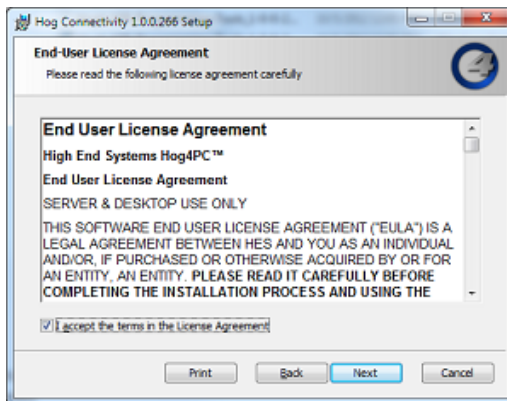 Hog Connectivity 1.0.0.266 Setup
End-User License Agreement
Please read the following license agreement carefully
4
End User License Agreement
High End Systems Hog4PC™
End User License Agreement
SERVER & DESKTOP USE ONLY
THIS SOFTWARE END USER LICENSE AGREEMENT ("EULA") IS A
LEGAL AGREEMENT BETWEEN HES AND YOU AS AN INDIVIDUAL
AND/OR, IF PURCHASED OR OTHERWISE ACQUIRED BY OR FOR
AN ENTITY, AN ENTITY. PLEASE READ IT CAREFULLY BEFORE
COMPLETING THE INSTALLATION PROCESS AND USING THE
I accept the terms in the License Agreement
Print Back Next Cancel